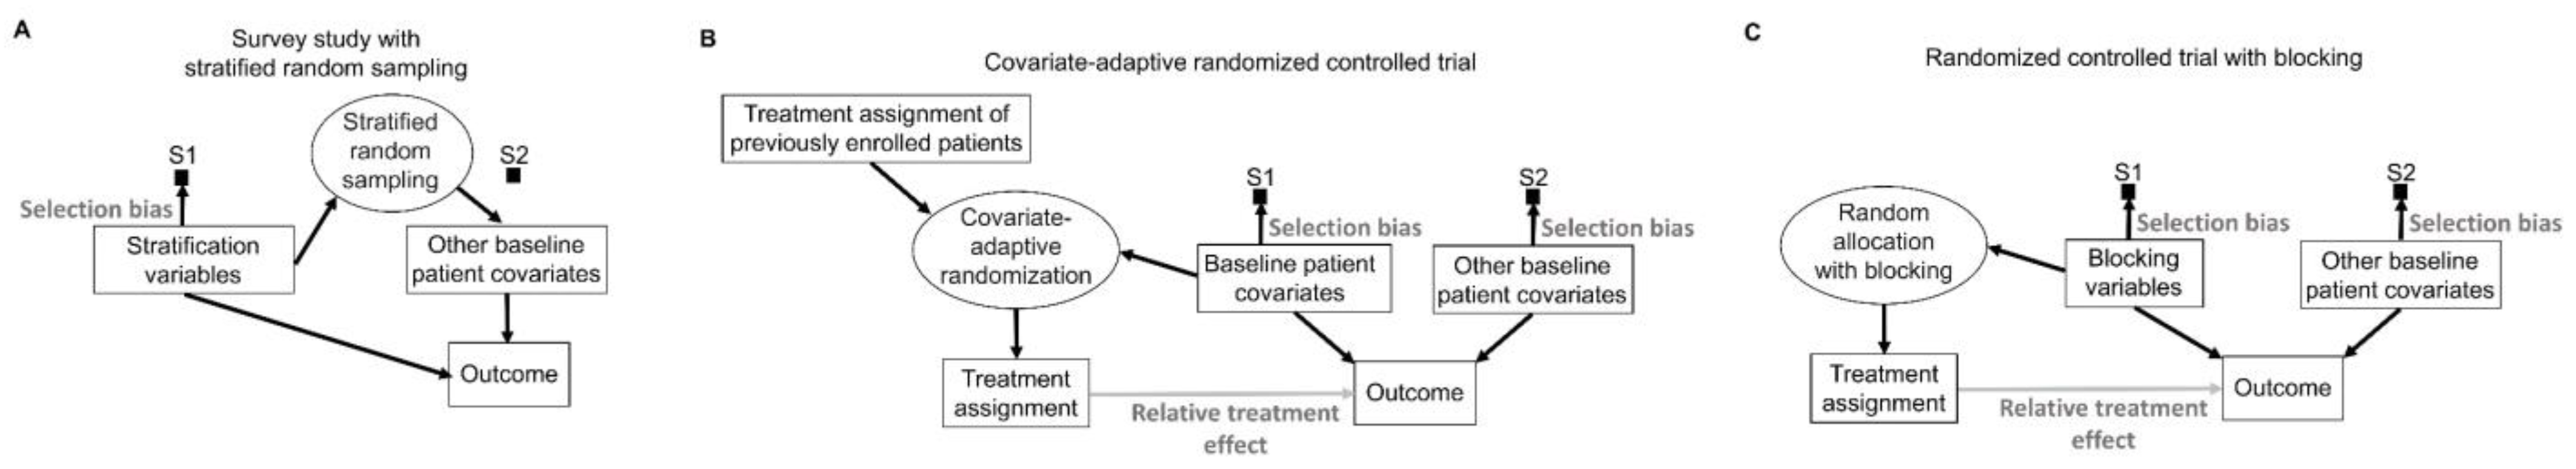 A
Survey study with
stratified random sampling
Stratified
random
sampling
S1
S2
Selection bias
Stratification
variables
Other baseline
patient covariates
Outcome
B
Covariate-adaptive randomized controlled trial
Treatment assignment of
previously enrolled patients
Covariate-
adaptive
randomization
S1
Selection bias
S2
Selection bias
Baseline patient
covariates
Other baseline
patient covariates
Treatment
assignment
Relative treatment
effect
Outcome
C
Randomized controlled trial with blocking
Random
allocation
with blocking
S1
Selection bias
S2
Selection bias
Blocking
variables
Other baseline
patient covariates
Treatment
assignment
Relative treatment
effect
Outcome